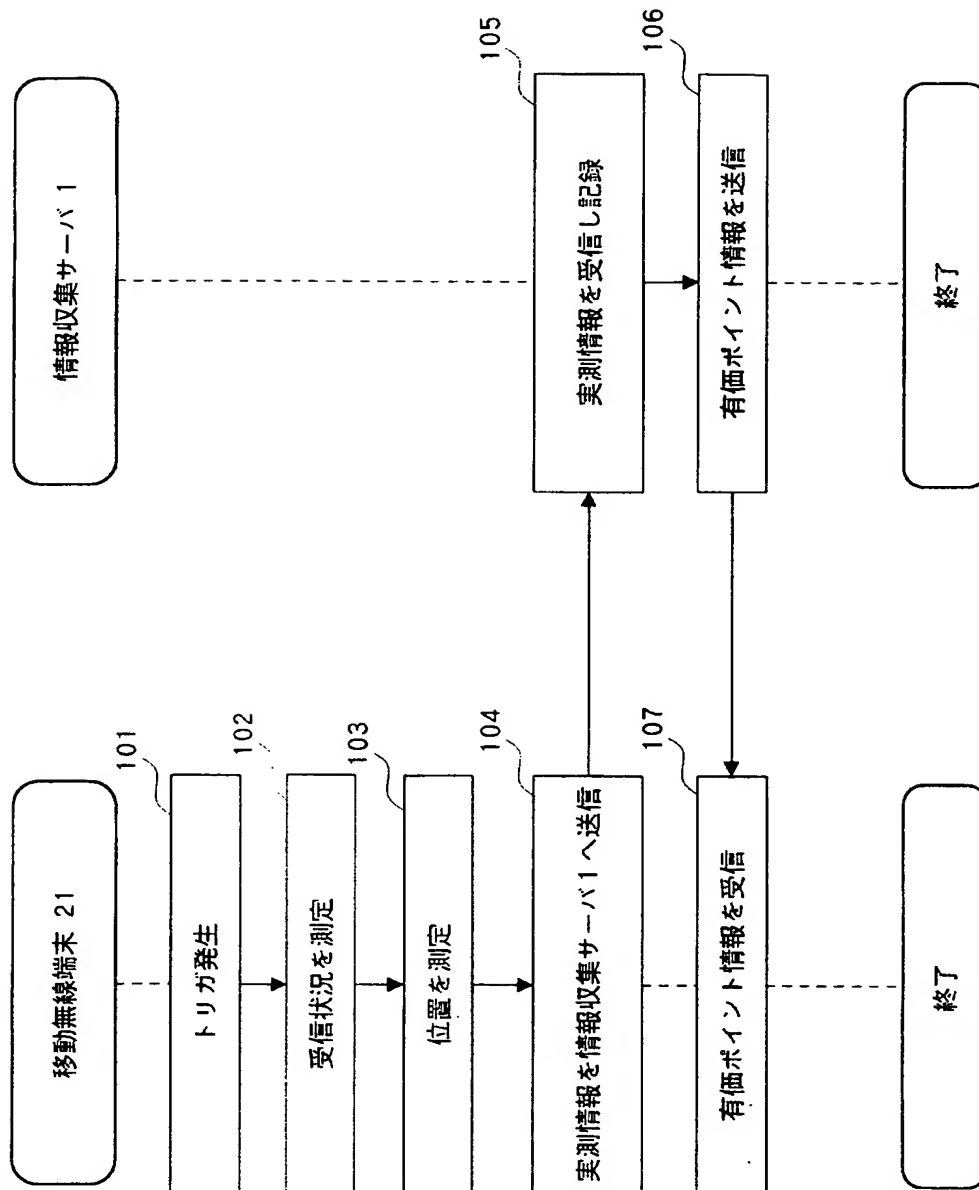 移動無線端末 21
情報収集サーバ 1
101
トリガ発生
102
受信状況を測定
103
位置を測定
104
実測情報を情報収集サーバ1へ送信
105
実測情報を受信し記録
106
有価ポイント情報を送信
107
有価ポイント情報を受信
終了
終了